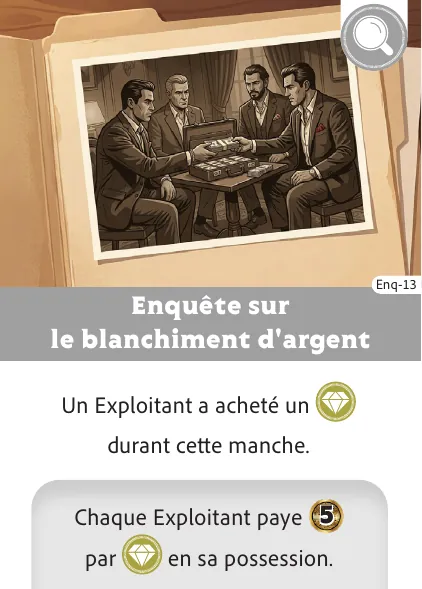 Enq-13
Enquête sur
le blanchiment d'argent
Un Exploitant a acheté un
durant cette manche.
Chaque Exploitant paye 5
par en sa possession.